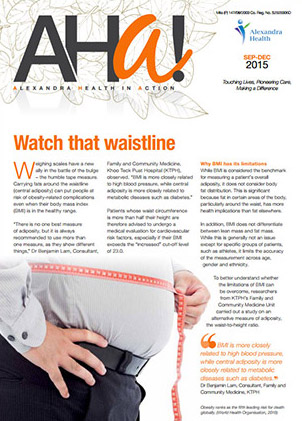 Mita (P) 141/08/2003 Co. Reg. No. 52929390D
AHa!
ALEXANDRA HEALTH IN ACTION
Alexandra
Health
SEP-DEC
2015
Touching Lives, Pioneering Care,
Making a Difference
Watch that waistline
Weighing scales have a new
ally in the battle of the bulge
– the humble tape measure.
Carrying fats around the waistline
(central adiposity) can put people at
risk of obesity-related complications
even when their body mass index
(BMI) is in the healthy range.
"There is no one best measure
of adiposity, but it is always
recommended to use more than
one measure, as they show different
things," Dr Benjamin Lam, Consultant,
Family and Community Medicine,
Khoo Teck Puat Hospital (KTPH),
observed. "BMI is more closely related
to high blood pressure, while central
adiposity is more closely related to
metabolic diseases such as diabetes."
Patients whose waist circumference
is more than half their height are
therefore advised to undergo a
medical evaluation for cardiovascular
risk factors, especially if their BMI
exceeds the "increased" cut-off level
of 23.0.
Why BMI has its limitations
While BMI is considered the benchmark
for measuring a patient's overall
adiposity, it does not consider body
fat distribution. This is significant
because fat in certain areas of the body,
particularly around the waist, has more
health implications than fat elsewhere.
In addition, BMI does not differentiate
between lean mass and fat mass.
While this is generally not an issue
except for specific groups of patients,
such as athletes, it limits the accuracy
of the measurement across age,
gender and ethnicity.
To better understand whether
the limitations of BMI can
be overcome, researchers
from KTPH's Family and
Community Medicine Unit
carried out a study on an
alternative measure of adiposity,
the waist-to-height ratio.
BMI is more closely
related to high blood pressure,
while central adiposity is more
closely related to metabolic
diseases such as diabetes.
Dr Benjamin Lam, Consultant, Family and
Community Medicine, KTPH
Obesity ranks as the fifth leading risk for death
globally. (World Health Organisation, 2015)